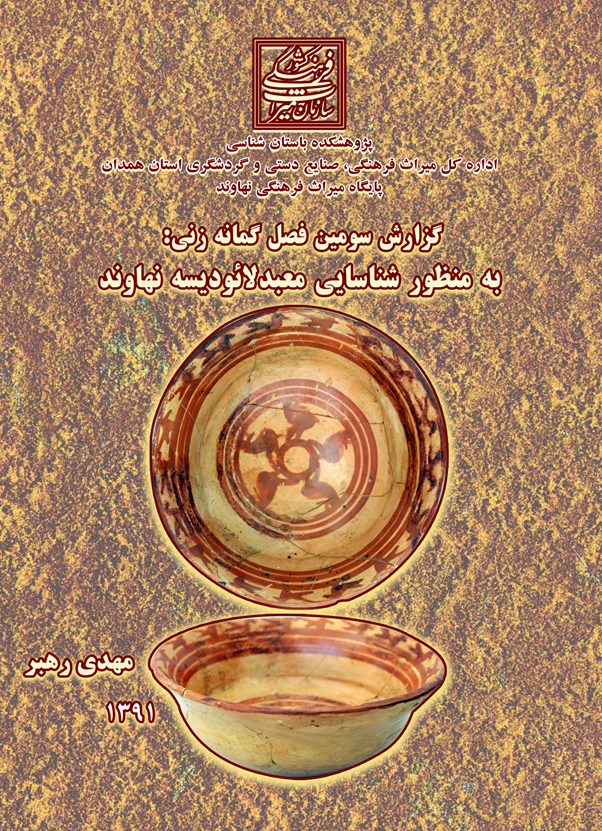 سازمان میراث فرهنگی کشور
پژوهشکده باستان شناسی
اداره کل میراث فرهنگی، صنایع دستی و گردشگری استان همدان
پایگاه میراث فرهنگی نهاوند
گزارش سومین فصل گمانه زنی:
به منظور شناسایی معبدلائودیسه نهاوند
مهدی رهبر
۱۳۹۱